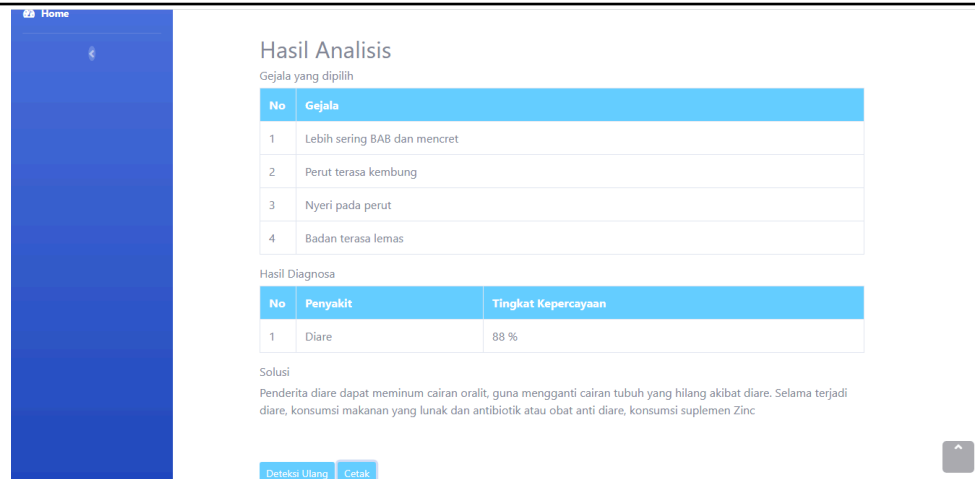 Home
Hasil Analisis
Gejala yang dipilih
No Gejala
1 Lebih sering BAB dan mencret
2 Perut terasa kembung
3 Nyeri pada perut
4 Badan terasa lemas
Hasil Diagnosa
No Penyakit Tingkat Kepercayaan
1 Diare 88 %
Solusi
Penderita diare dapat meminum cairan oralit, guna mengganti cairan tubuh yang hilang akibat diare. Selama terjadi
diare, konsumsi makanan yang lunak dan antibiotik atau obat anti diare, konsumsi suplemen Zinc
Deteksi Ulang Cetak